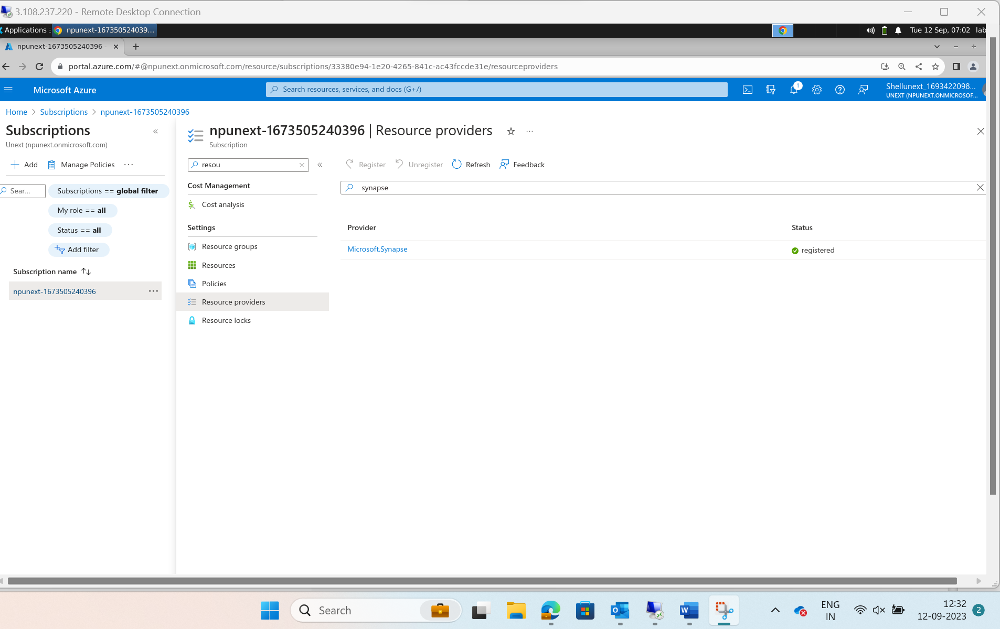 3.108.237.220 - Remote Desktop Connection
Applications
npunext-167350524039...
Tue 12 Sep, 07:02
lab
npunext-1673505240396 -
portal.azure.com/#@npunext.onmicrosoft.com/resource/subscriptions/33380e94-1e20-4265-841c-ac43fccde31e/resourceproviders
Microsoft Azure
Search resources, services, and docs (G+/)
1
Shellunext_1693422098...
UNEXT (NPUNEXT.ONMICROSOF...
Home > Subscriptions > npunext-1673505240396
Subscriptions
Unext (npunext.onmicrosoft.com)
Add
Manage Policies
...
Sear...
Subscriptions == global filter
My role == all
Status == all
Add filter
Subscription name
npunext-1673505240396
...
npunext-1673505240396 | Resource providers
...
Subscription
resou
Cost Management
Cost analysis
Settings
Resource groups
Resources
Policies
Resource providers
Resource locks
Register
Unregister
Refresh
Feedback
synapse
Provider
Status
Microsoft.Synapse
registered
Search
ENG
IN
12:32
12-09-2023
2